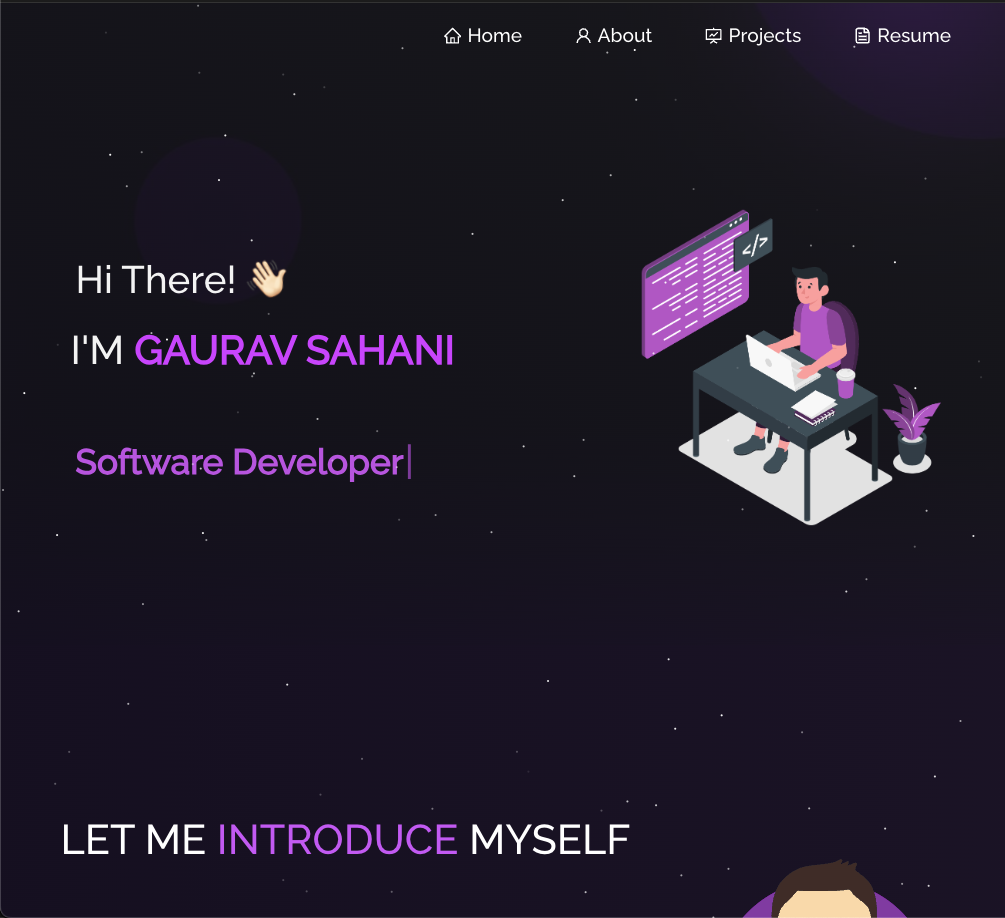 Home About Projects Resume
Hi There! 👋🏻
I'M GAURAV SAHANI
Software Developer|
</>
LET ME INTRODUCE MYSELF